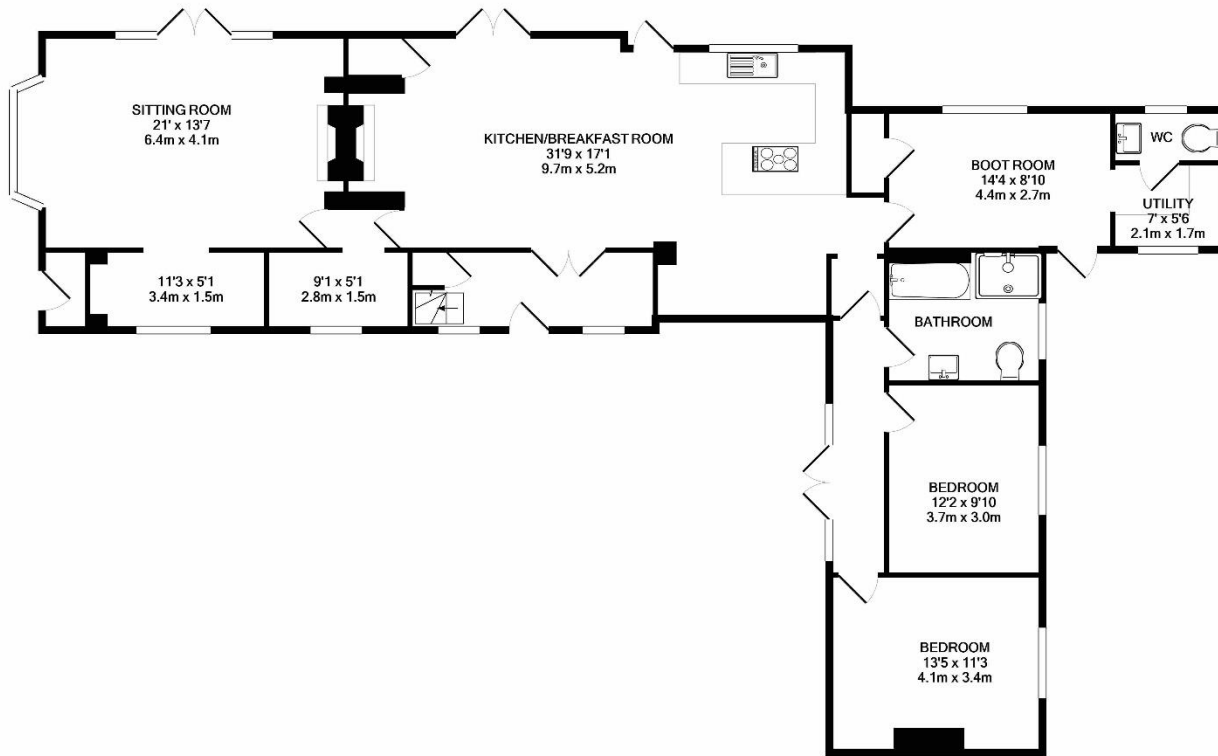 SITTING ROOM
21' x 13'7
6.4m x 4.1m
KITCHEN/BREAKFAST ROOM
31'9 x 17'1
9.7m x 5.2m
BOOT ROOM
14'4 x 8'10
4.4m x 2.7m
WC
UTILITY
7' x 5'6
2.1m x 1.7m
11'3 x 5'1
3.4m x 1.5m
9'1 x 5'1
2.8m x 1.5m
BATHROOM
BEDROOM
12'2 x 9'10
3.7m x 3.0m
BEDROOM
13'5 x 11'3
4.1m x 3.4m